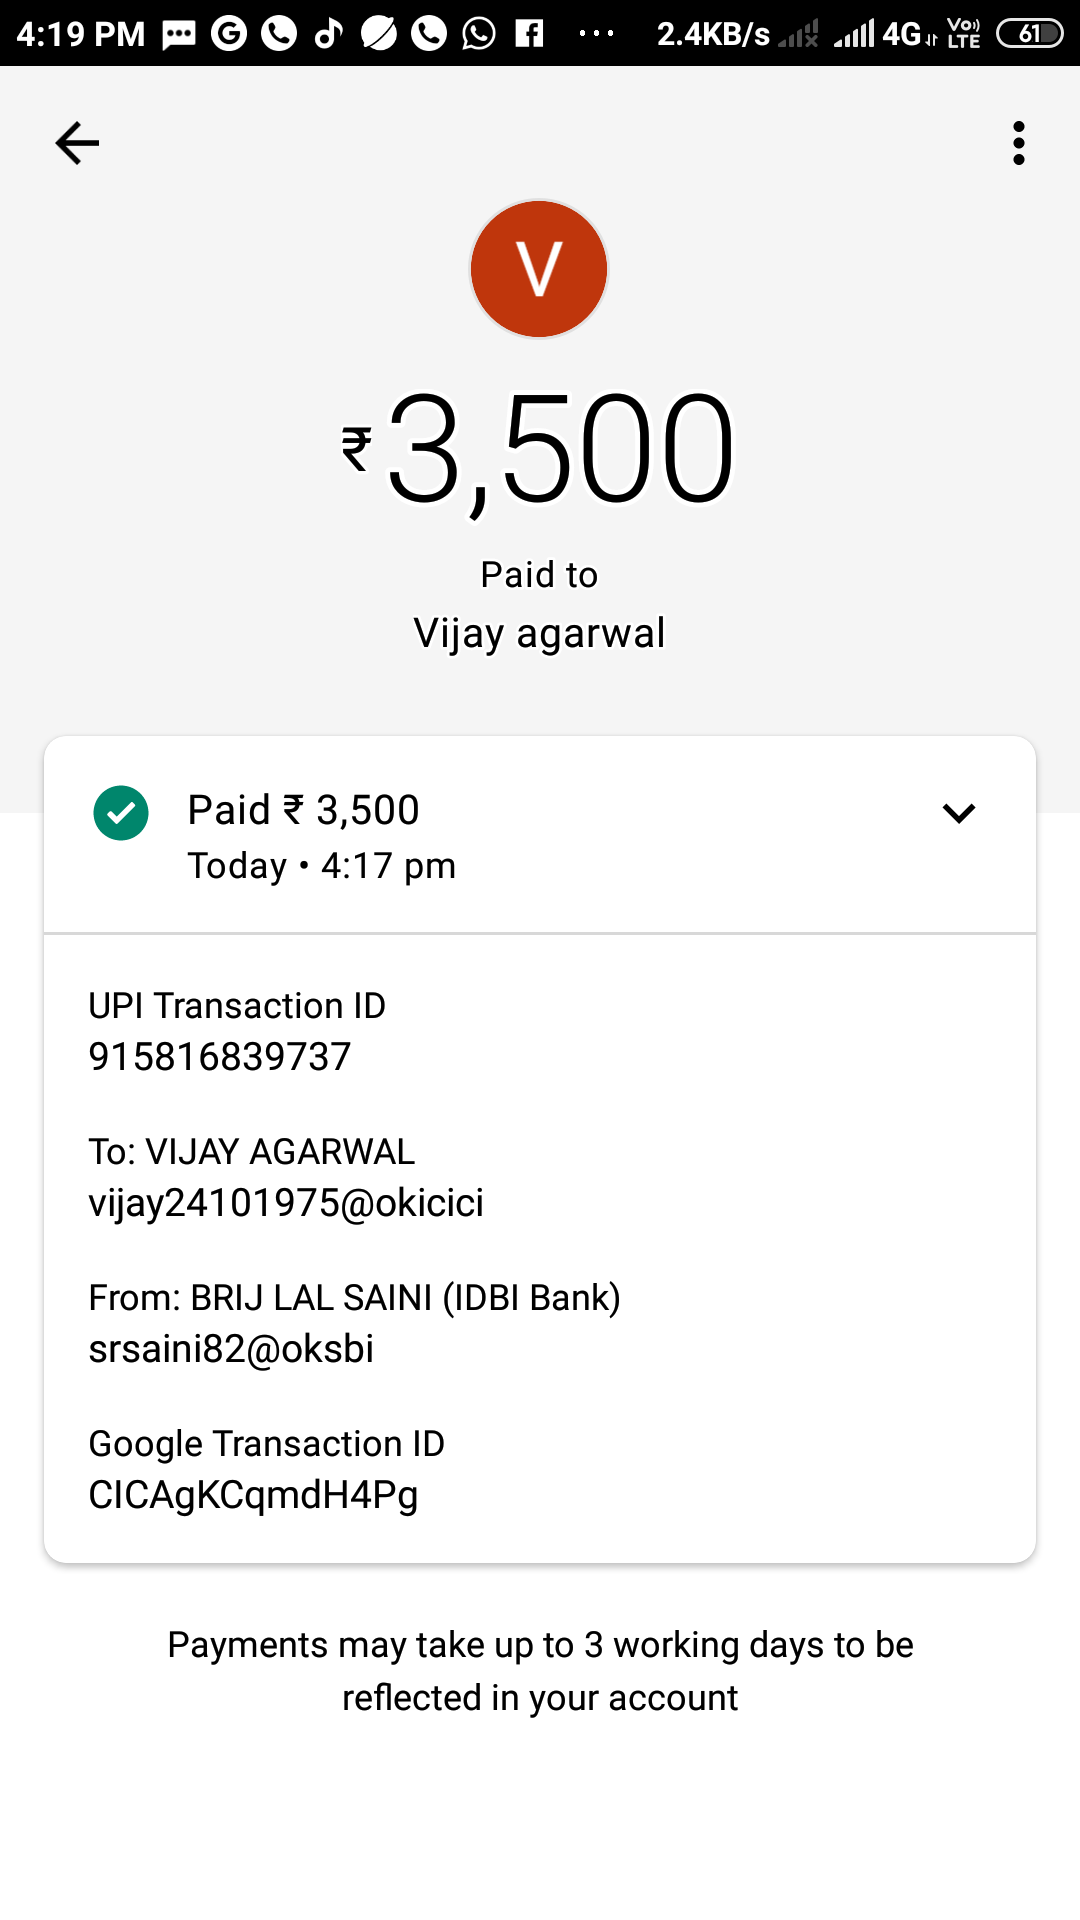 4:19 PM 2.4KB/s 4G VoLTE 61
V
₹3,500
Paid to
Vijay agarwal
Paid ₹ 3,500
Today • 4:17 pm
UPI Transaction ID
915816839737
To: VIJAY AGARWAL
vijay24101975@okicici
From: BRIJ LAL SAINI (IDBI Bank)
srsaini82@oksbi
Google Transaction ID
CICAgKCqmdH4Pg
Payments may take up to 3 working days to be
reflected in your account